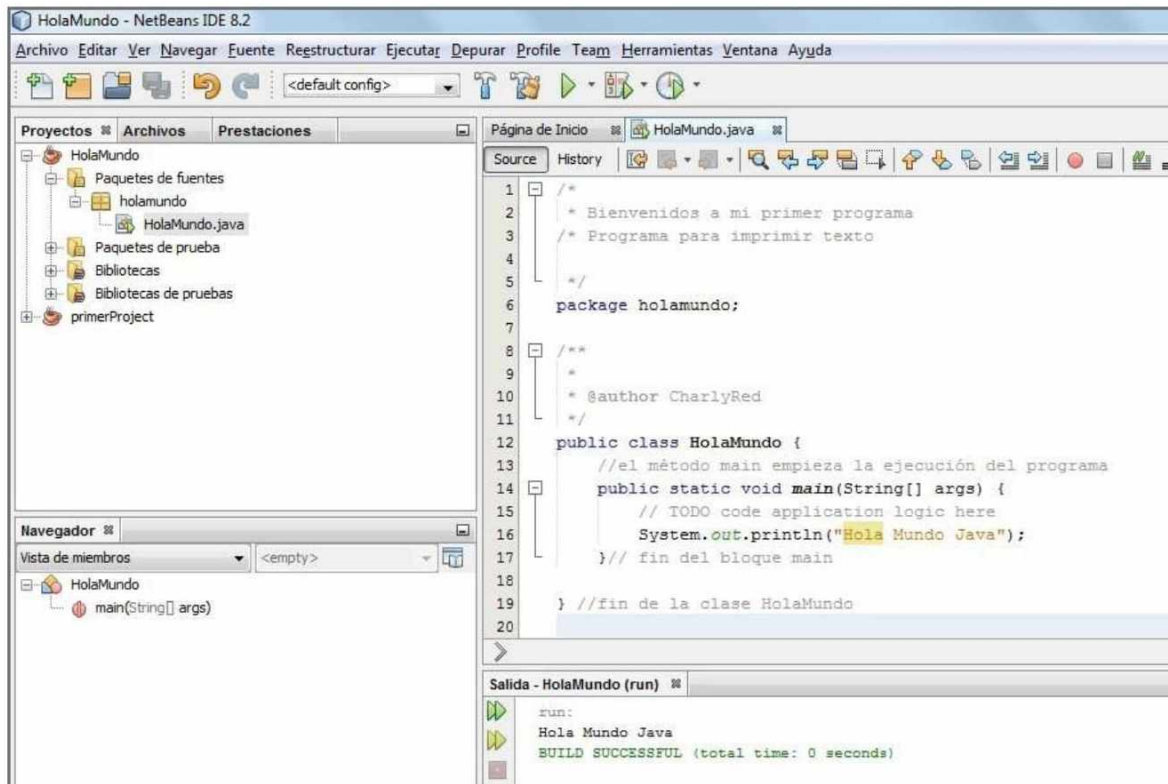 HolaMundo - NetBeans IDE 8.2
Archivo Editar Ver Navegar Fuente Reestructurar Ejecutar Depurar Profile Team Herramientas Ventana Ayuda
<default config>
Proyectos Archivos Prestaciones
HolaMundo
Paquetes de fuentes
holamundo
HolaMundo.java
Paquetes de prueba
Bibliotecas
Bibliotecas de pruebas
primerProject
Navegador
Vista de miembros <empty>
HolaMundo
main(String[] args)
Página de Inicio HolaMundo.java
Source History
1 /*
2 * Bienvenidos a mi primer programa
3 /* Programa para imprimir texto
4
5 */
6 package holamundo;
7
8 /**
9 *
10 * @author CharlyRed
11 */
12 public class HolaMundo {
13 //el método main empieza la ejecución del programa
14 public static void main(String[] args) {
15 // TODO code application logic here
16 System.out.println("Hola Mundo Java");
17 }// fin del bloque main
18
19 } //fin de la clase HolaMundo
20
Salida - HolaMundo (run)
run:
Hola Mundo Java
BUILD SUCCESSFUL (total time: 0 seconds)